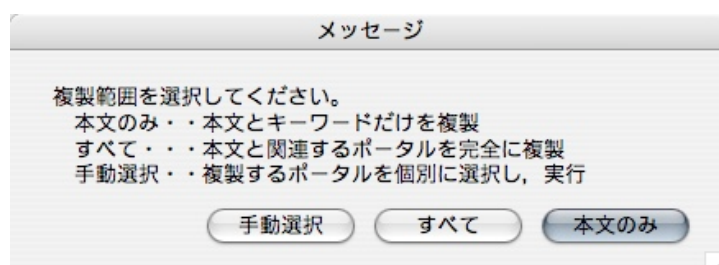 メッセージ
複製範囲を選択してください。
本文のみ・・本文とキーワードだけを複製
すべて・・・本文と関連するポータルを完全に複製
手動選択・・複製するポータルを個別に選択し，実行
手動選択 すべて 本文のみ